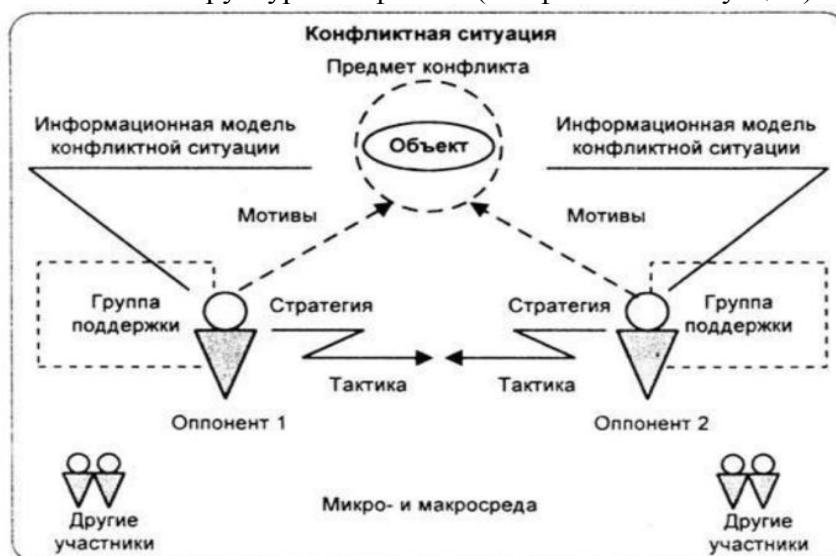 Конфликтная ситуация
Предмет конфликта
Информационная модель
конфликтной ситуации
Объект
Информационная модель
конфликтной ситуации
Мотивы
Мотивы
Группа
поддержки
Стратегия
Стратегия
Группа
поддержки
Тактика
Тактика
Оппонент 1
Оппонент 2
Микро- и макросреда
Другие
участники
Другие
участники